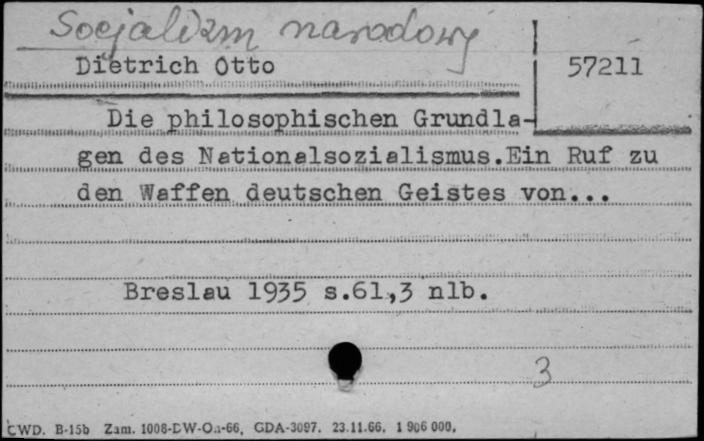 Socjalizm narodowy
Dietrich Otto
57211
Die philosophischen Grundla-
gen des Nationalsozialismus.Ein Ruf zu
den Waffen deutschen Geistes von...
Breslau 1935 s.61,3 nlb.
3
CWD. B-15b Zam. 1008-DW-Oa-66, GDA-3097. 23.11.66. 1 906 000.